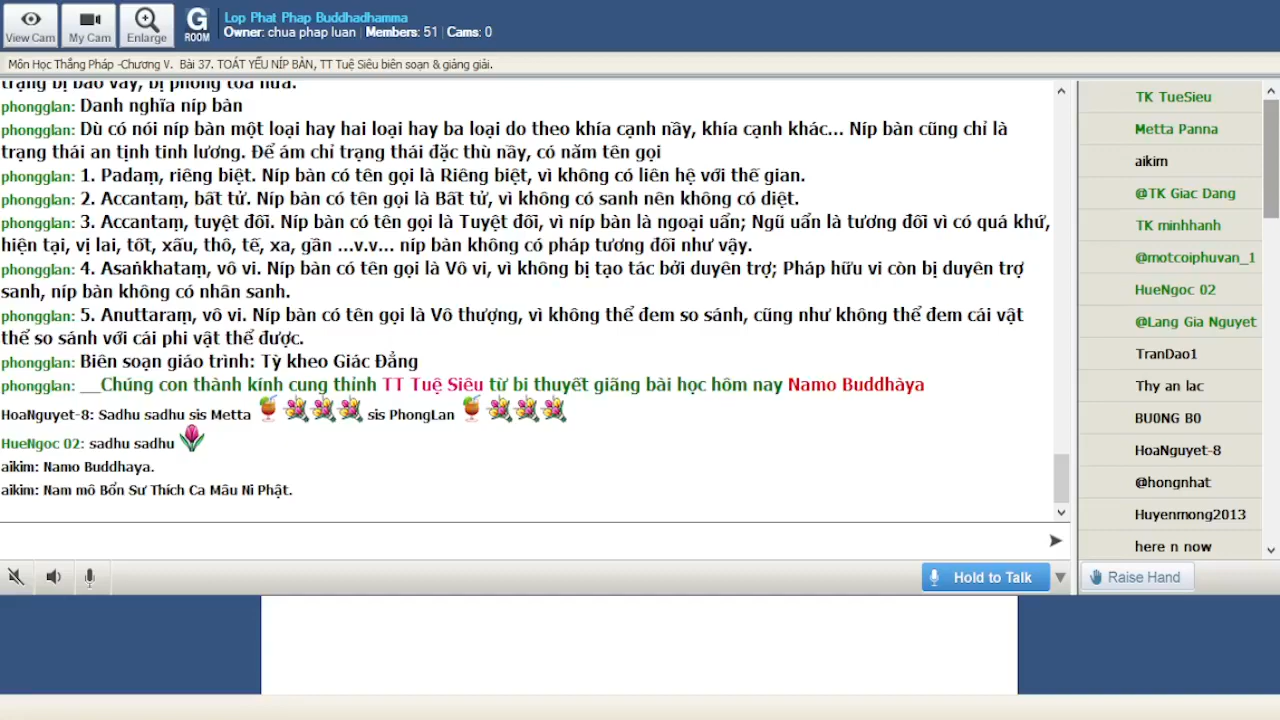 View Cam
My Cam
Enlarge
G
ROOM
Lop Phat Phap Buddhadhamma
Owner: chua phap luan | Members: 51 | Cams: 0
Môn Học Thắng Pháp -Chương V. Bài 37. TOÁT YẾU NÍP BÀN, TT Tuệ Siêu biên soạn & giảng giải.
trạng bị bao vây, bị phong tỏa nữa.
phongglan: Danh nghĩa níp bàn
phongglan: Dù có nói níp bàn một loại hay hai loại hay ba loại do theo khía cạnh nầy, khía cạnh khác... Níp bàn cũng chỉ là
trạng thái an tịnh tinh lương. Để ám chỉ trạng thái đặc thù nầy, có năm tên gọi
phongglan: 1. Padaṃ, riêng biệt. Níp bàn có tên gọi là Riêng biệt, vì không có liên hệ với thế gian.
phongglan: 2. Accantaṃ, bất tử. Níp bàn có tên gọi là Bất tử, vì không có sanh nên không có diệt.
phongglan: 3. Accantaṃ, tuyệt đối. Níp bàn có tên gọi là Tuyệt đối, vì níp bàn là ngoại uẩn; Ngũ uẩn là tương đối vì có quá khứ,
hiện tại, vị lai, tốt, xấu, thô, tế, xa, gần ...v.v... níp bàn không có pháp tương đối như vậy.
phongglan: 4. Asaṅkhataṃ, vô vi. Níp bàn có tên gọi là Vô vi, vì không bị tạo tác bởi duyên trợ; Pháp hữu vi còn bị duyên trợ
sanh, níp bàn không có nhân sanh.
phongglan: 5. Anuttaraṃ, vô vi. Níp bàn có tên gọi là Vô thượng, vì không thể đem so sánh, cũng như không thể đem cái vật
thể so sánh với cái phi vật thể được.
phongglan: Biên soạn giáo trình: Tỳ kheo Giác Đẳng
phongglan: __Chúng con thành kính cung thỉnh TT Tuệ Siêu từ bi thuyết giãng bài học hôm nay Namo Buddhàya
HoaNguyet-8: Sadhu sadhu sis Metta sis PhongLan
HueNgoc 02: sadhu sadhu
aikim: Namo Buddhaya.
aikim: Nam mô Bổn Sư Thích Ca Mâu Ni Phật.
Hold to Talk
TK TueSieu
Metta Panna
aikim
@TK Giac Dang
TK minhhanh
@motcoiphuvan_1
HueNgoc 02
@Lang Gia Nguyet
TranDao1
Thy an lac
BU0NG B0
HoaNguyet-8
@hongnhat
Huyenmong2013
here n now
Raise Hand